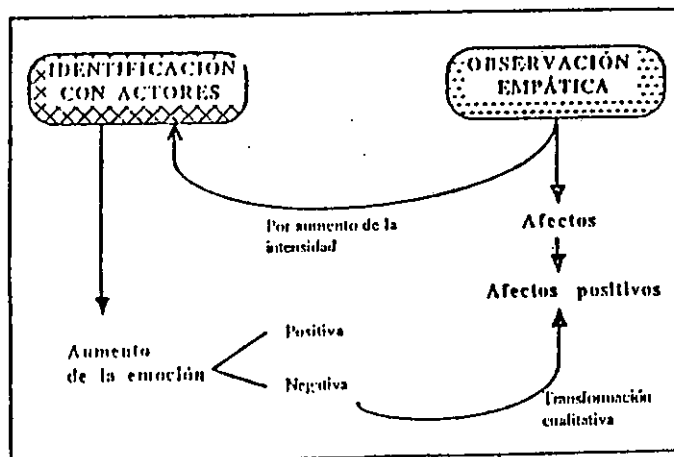 IDENTIFICACIÓN
CON ACTORES
OBSERVACIÓN
EMPÁTICA
Por aumento de la
intensidad
Afectos
Afectos positivos
Aumento
de la emoción
Positiva
Negativa
Transformación
cualitativa